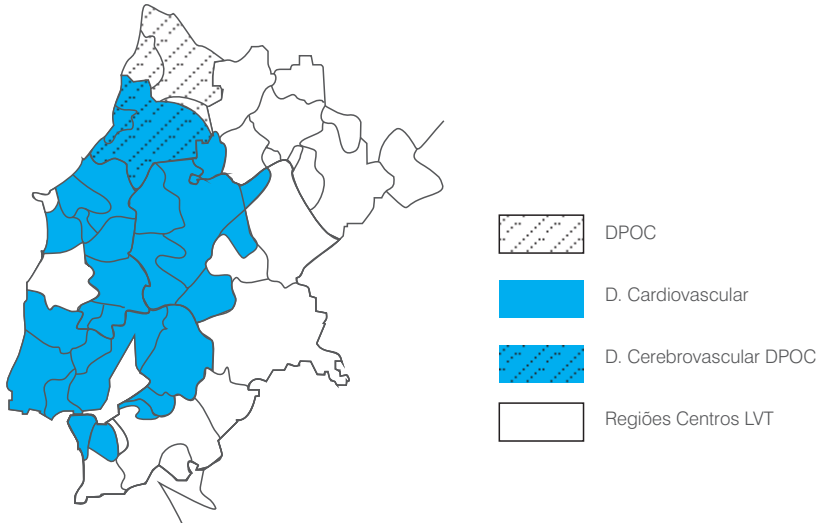 DPOC
D. Cardiovascular
D. Cerebrovascular DPOC
Regiões Centros LVT